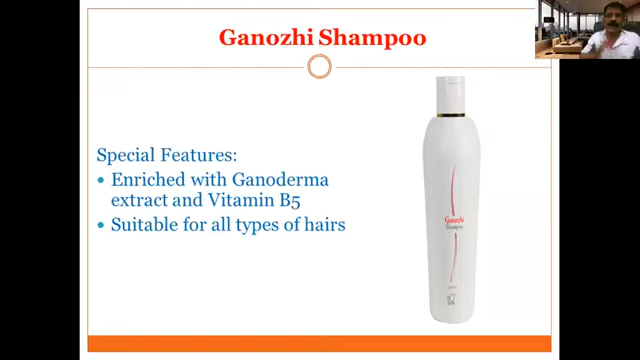 Ganozhi Shampoo
Special Features:
• Enriched with Ganoderma
extract and Vitamin B5
• Suitable for all types of hairs
Ganozhi
Shampoo